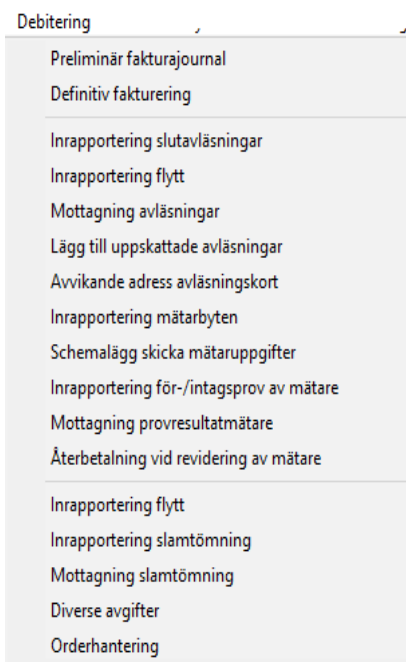 Debitering
Preliminär fakturajournal
Definitiv fakturering
Inrapportering slutavläsningar
Inrapportering flytt
Mottagning avläsningar
Lägg till uppskattade avläsningar
Avvikande adress avläsningskort
Inrapportering mätarbyten
Schemalägg skicka mätaruppgifter
Inrapportering för-/intagsprov av mätare
Mottagning provresultatmätare
Återbetalning vid revidering av mätare
Inrapportering flytt
Inrapportering slamtömning
Mottagning slamtömning
Diverse avgifter
Orderhantering